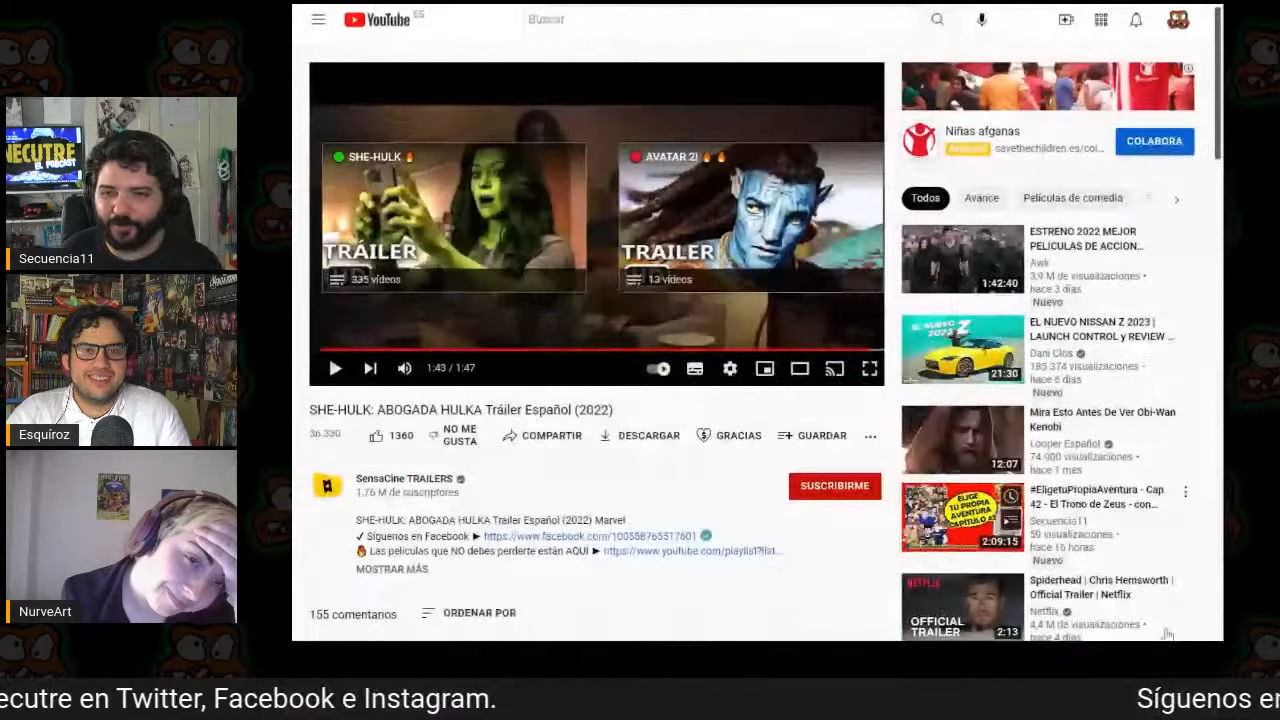 NECUTRE
EL PODCAST
Secuencia11
Esquíroz
NurveArt
YouTube ES
Buscar
SHE-HULK
TRÁILER
335 vídeos
AVATAR 2!
TRÁILER
13 vídeos
1:43 / 1:47
SHE-HULK: ABOGADA HULKA Tráiler Español (2022)
36.330
1360
NO ME GUSTA
COMPARTIR
DESCARGAR
GRACIAS
GUARDAR
SensaCine TRAILERS
1.76 M de suscriptores
SUSCRIBIRME
SHE-HULK: ABOGADA HULKA Trailer Español (2022) Marvel
✓ Síguenos en Facebook ► https://www.facebook.com/100558765517601
Las películas que NO debes perderte están AQUÍ ► https://www.youtube.com/playlist?list...
MOSTRAR MÁS
155 comentarios
ORDENAR POR
Niñas afganas
savethechildren.es/col...
COLABORA
Todos
Avance
Películas de comedia
1:42:40
ESTRENO 2022 MEJOR
PELICULAS DE ACCION...
Awk
3,9 M de visualizaciones •
hace 3 días
Nuevo
EL NUEVO Z
2023
21:30
EL NUEVO NISSAN Z 2023 |
LAUNCH CONTROL y REVIEW ...
Dani Clos
185.374 visualizaciones •
hace 6 días
Nuevo
12:07
Mira Esto Antes De Ver Obi-Wan
Kenobi
Looper Español
74.900 visualizaciones •
hace 1 mes
ELIGE
TU PROPIA
AVENTURA
2:09:15
#EligetuPropiaAventura - Cap.
42 - El Trono de Zeus - con...
Secuencia11
59 visualizaciones •
hace 16 horas
Nuevo
NETFLIX
OFFICIAL
TRAILER
2:13
Spiderhead | Chris Hemsworth |
Official Trailer | Netflix
Netflix
4,4 M de visualizaciones •
hace 4 días
ecutre en Twitter, Facebook e Instagram.
Síguenos en